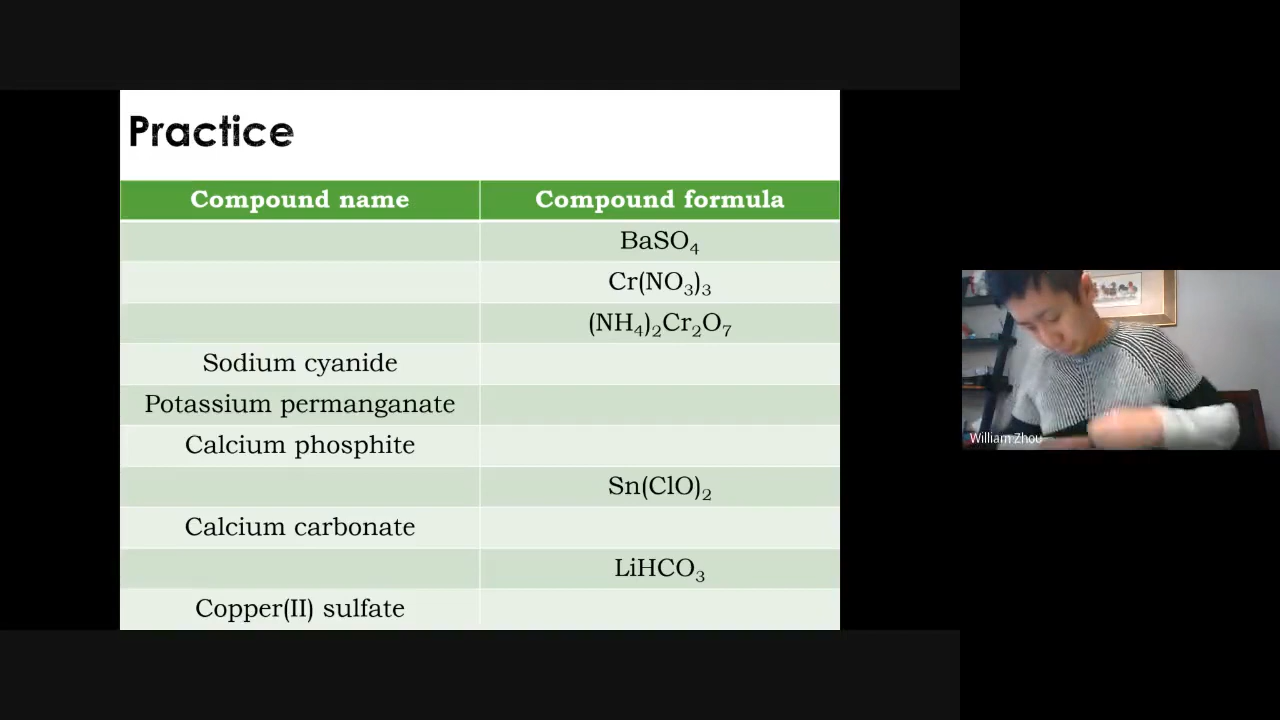 Practice
Compound name Compound formula
BaSO₄
Cr(NO₃)₃
(NH₄)₂Cr₂O₇
Sodium cyanide
Potassium permanganate
Calcium phosphite
Sn(ClO)₂
Calcium carbonate
LiHCO₃
Copper(II) sulfate
William Zhou